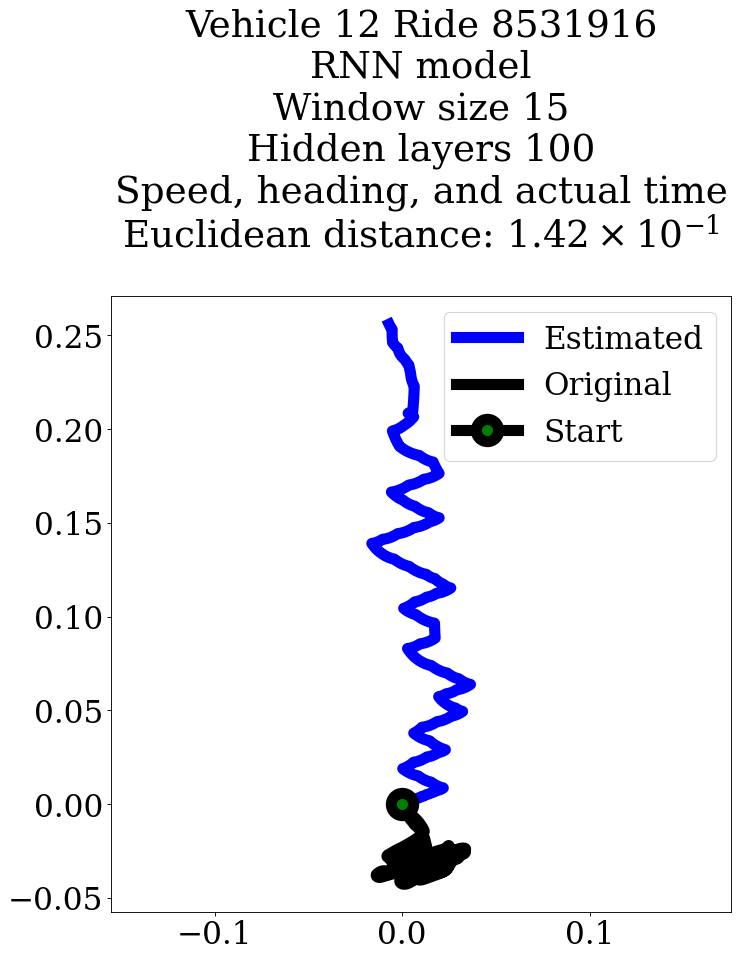 Vehicle 12 Ride 8531916
RNN model
Window size 15
Hidden layers 100
Speed, heading, and actual time
Euclidean distance: 1.42 × 10⁻¹
Estimated
Original
Start
0.25
0.20
0.15
0.10
0.05
0.00
−0.05
−0.1
0.0
0.1